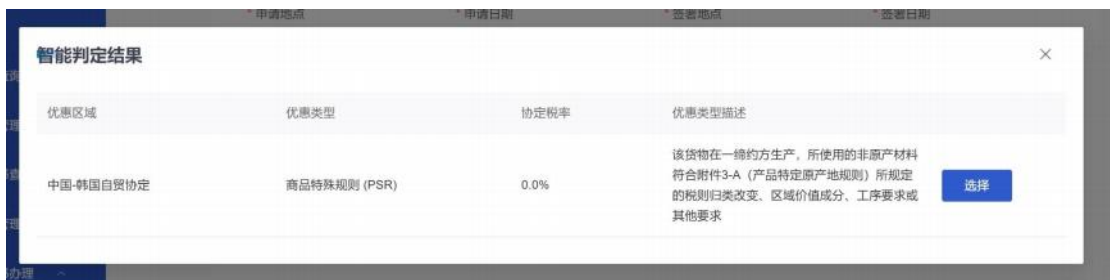 * 申请地点 * 申请日期 * 签署地点 * 签署日期
智能判定结果
优惠区域 优惠类型 协定税率 优惠类型描述
中国-韩国自贸协定 商品特殊规则 (PSR) 0.0% 该货物在一缔约方生产，所使用的非原产材料
符合附件3-A（产品特定原产地规则）所规定
的税则归类改变、区域价值成分、工序要求或
其他要求
选择
办理